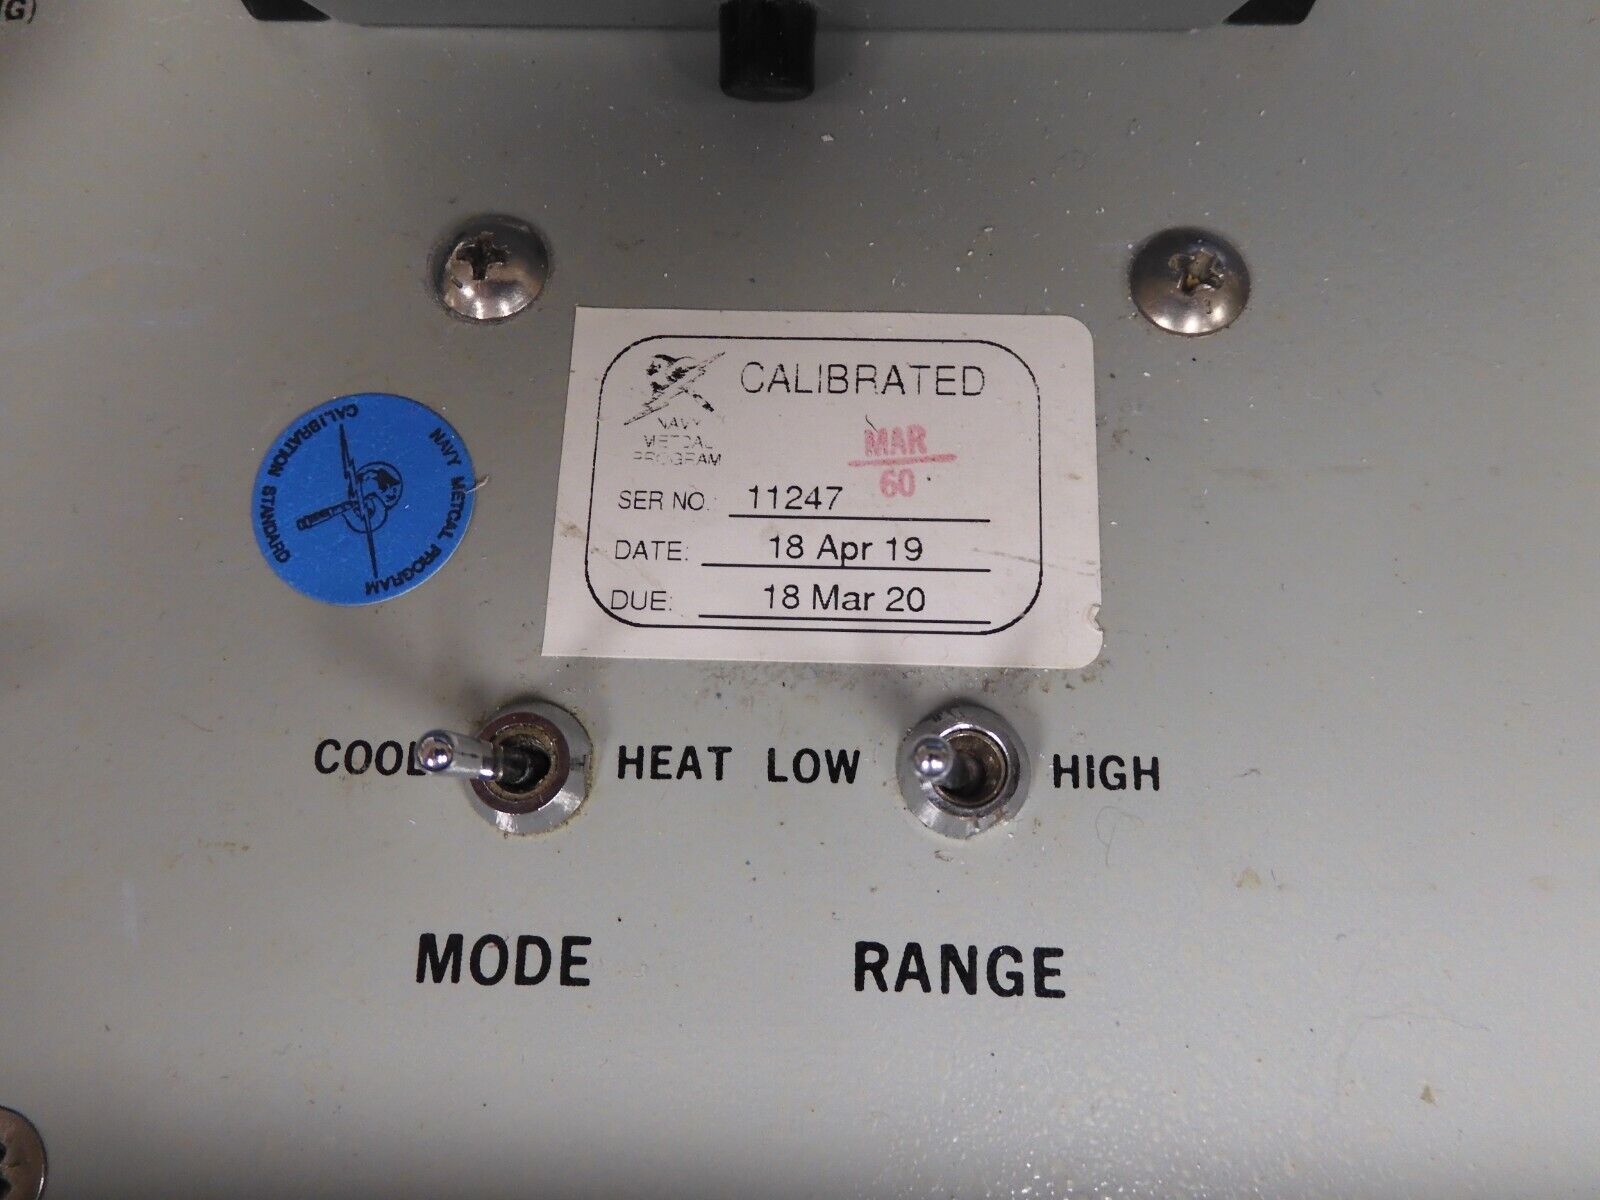 G)
CALIBRATED
NAVY
METCAL
PROGRAM
MAR
60
SER NO. 11247
DATE: 18 Apr 19
DUE: 18 Mar 20
NAVY METCAL PROGRAM
CALIBRATION STANDARD
COOL HEAT LOW HIGH
MODE RANGE